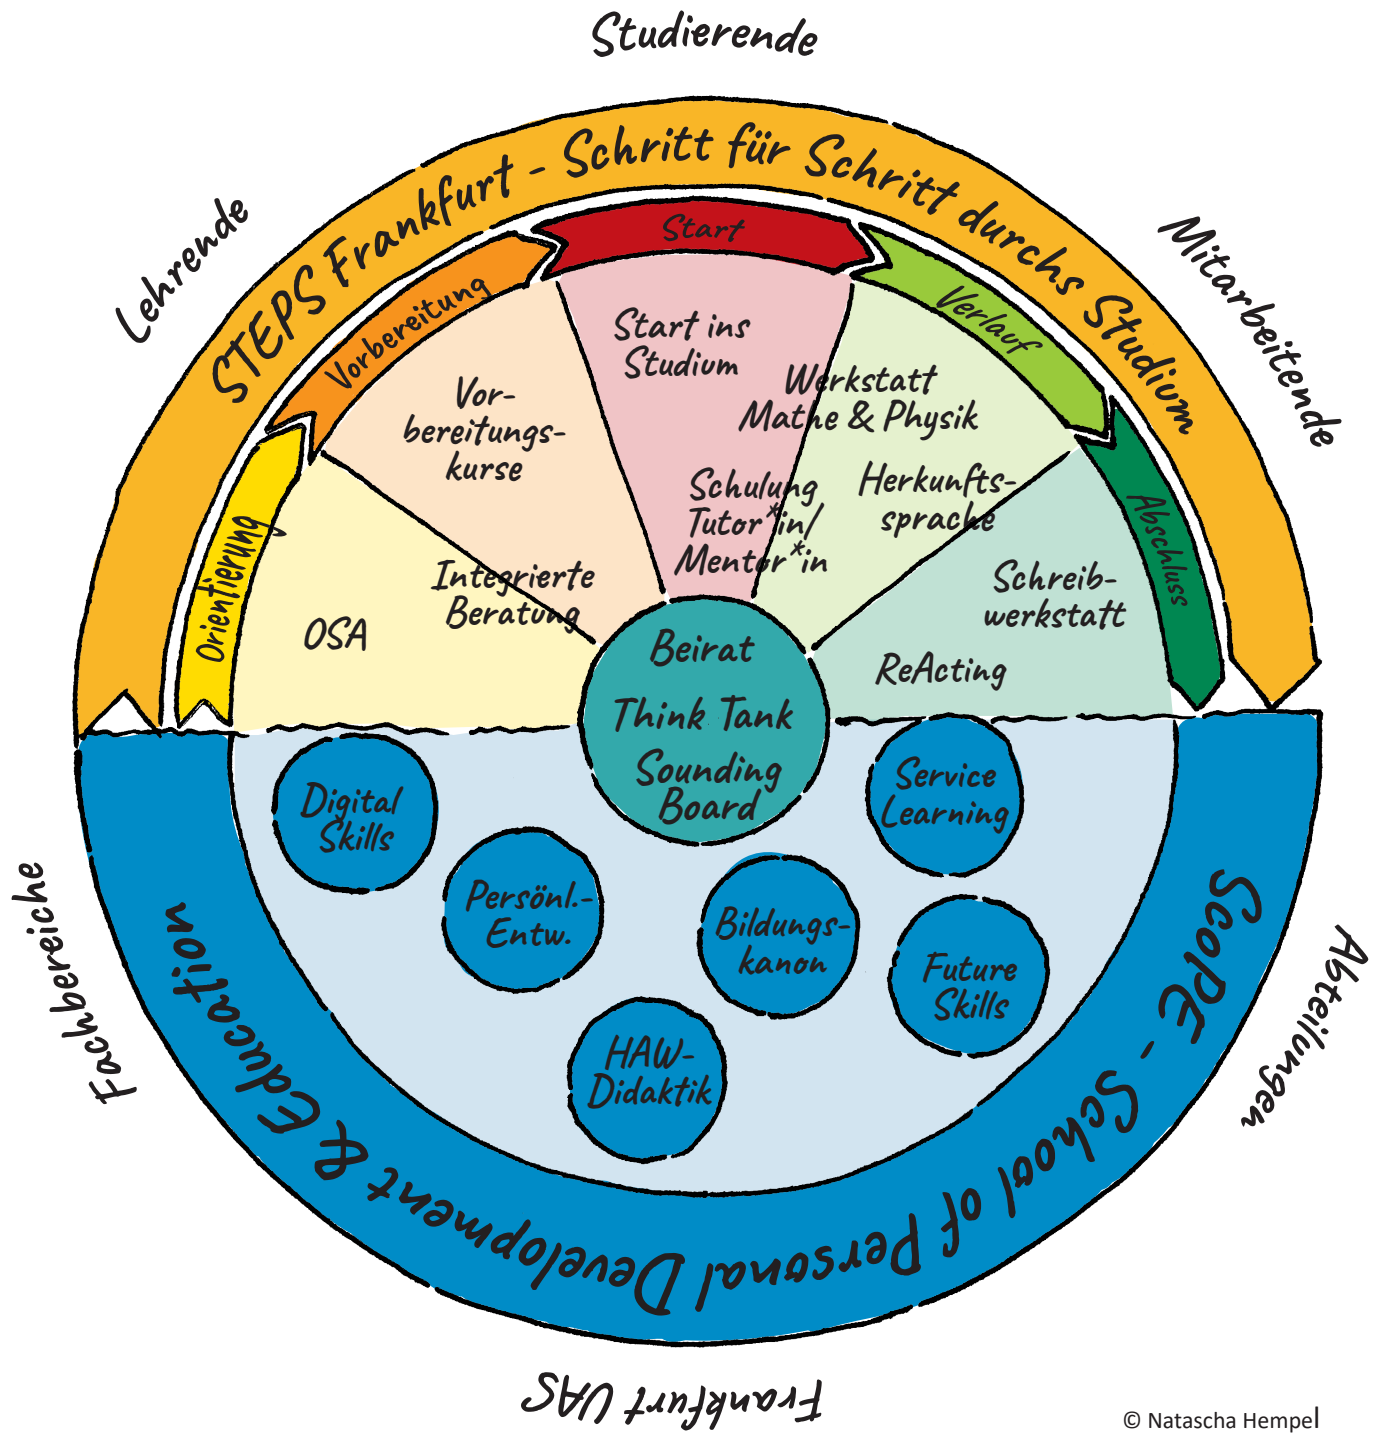 Studierende
Lehrende
Mitarbeitende
STEPS Frankfurt - Schritt für Schritt durchs Studium
Orientierung
Vorbereitung
Start
Verlauf
Abschluss
OSA
Integrierte
Beratung
Vor-
bereitungs-
kurse
Start ins
Studium
Werkstatt
Mathe & Physik
Schulung
Tutor*in/
Mentor*in
Herkunfts-
sprache
Schreib-
werkstatt
ReActing
Beirat
Think Tank
Sounding
Board
Digital
Skills
Persönl.-
Entw.
HAW-
Didaktik
Bildungs-
kanon
Service
Learning
Future
Skills
ScoPE - School of Personal Development & Education
Fachbereiche
Abteilungen
Frankfurt UAS
© Natascha Hempel